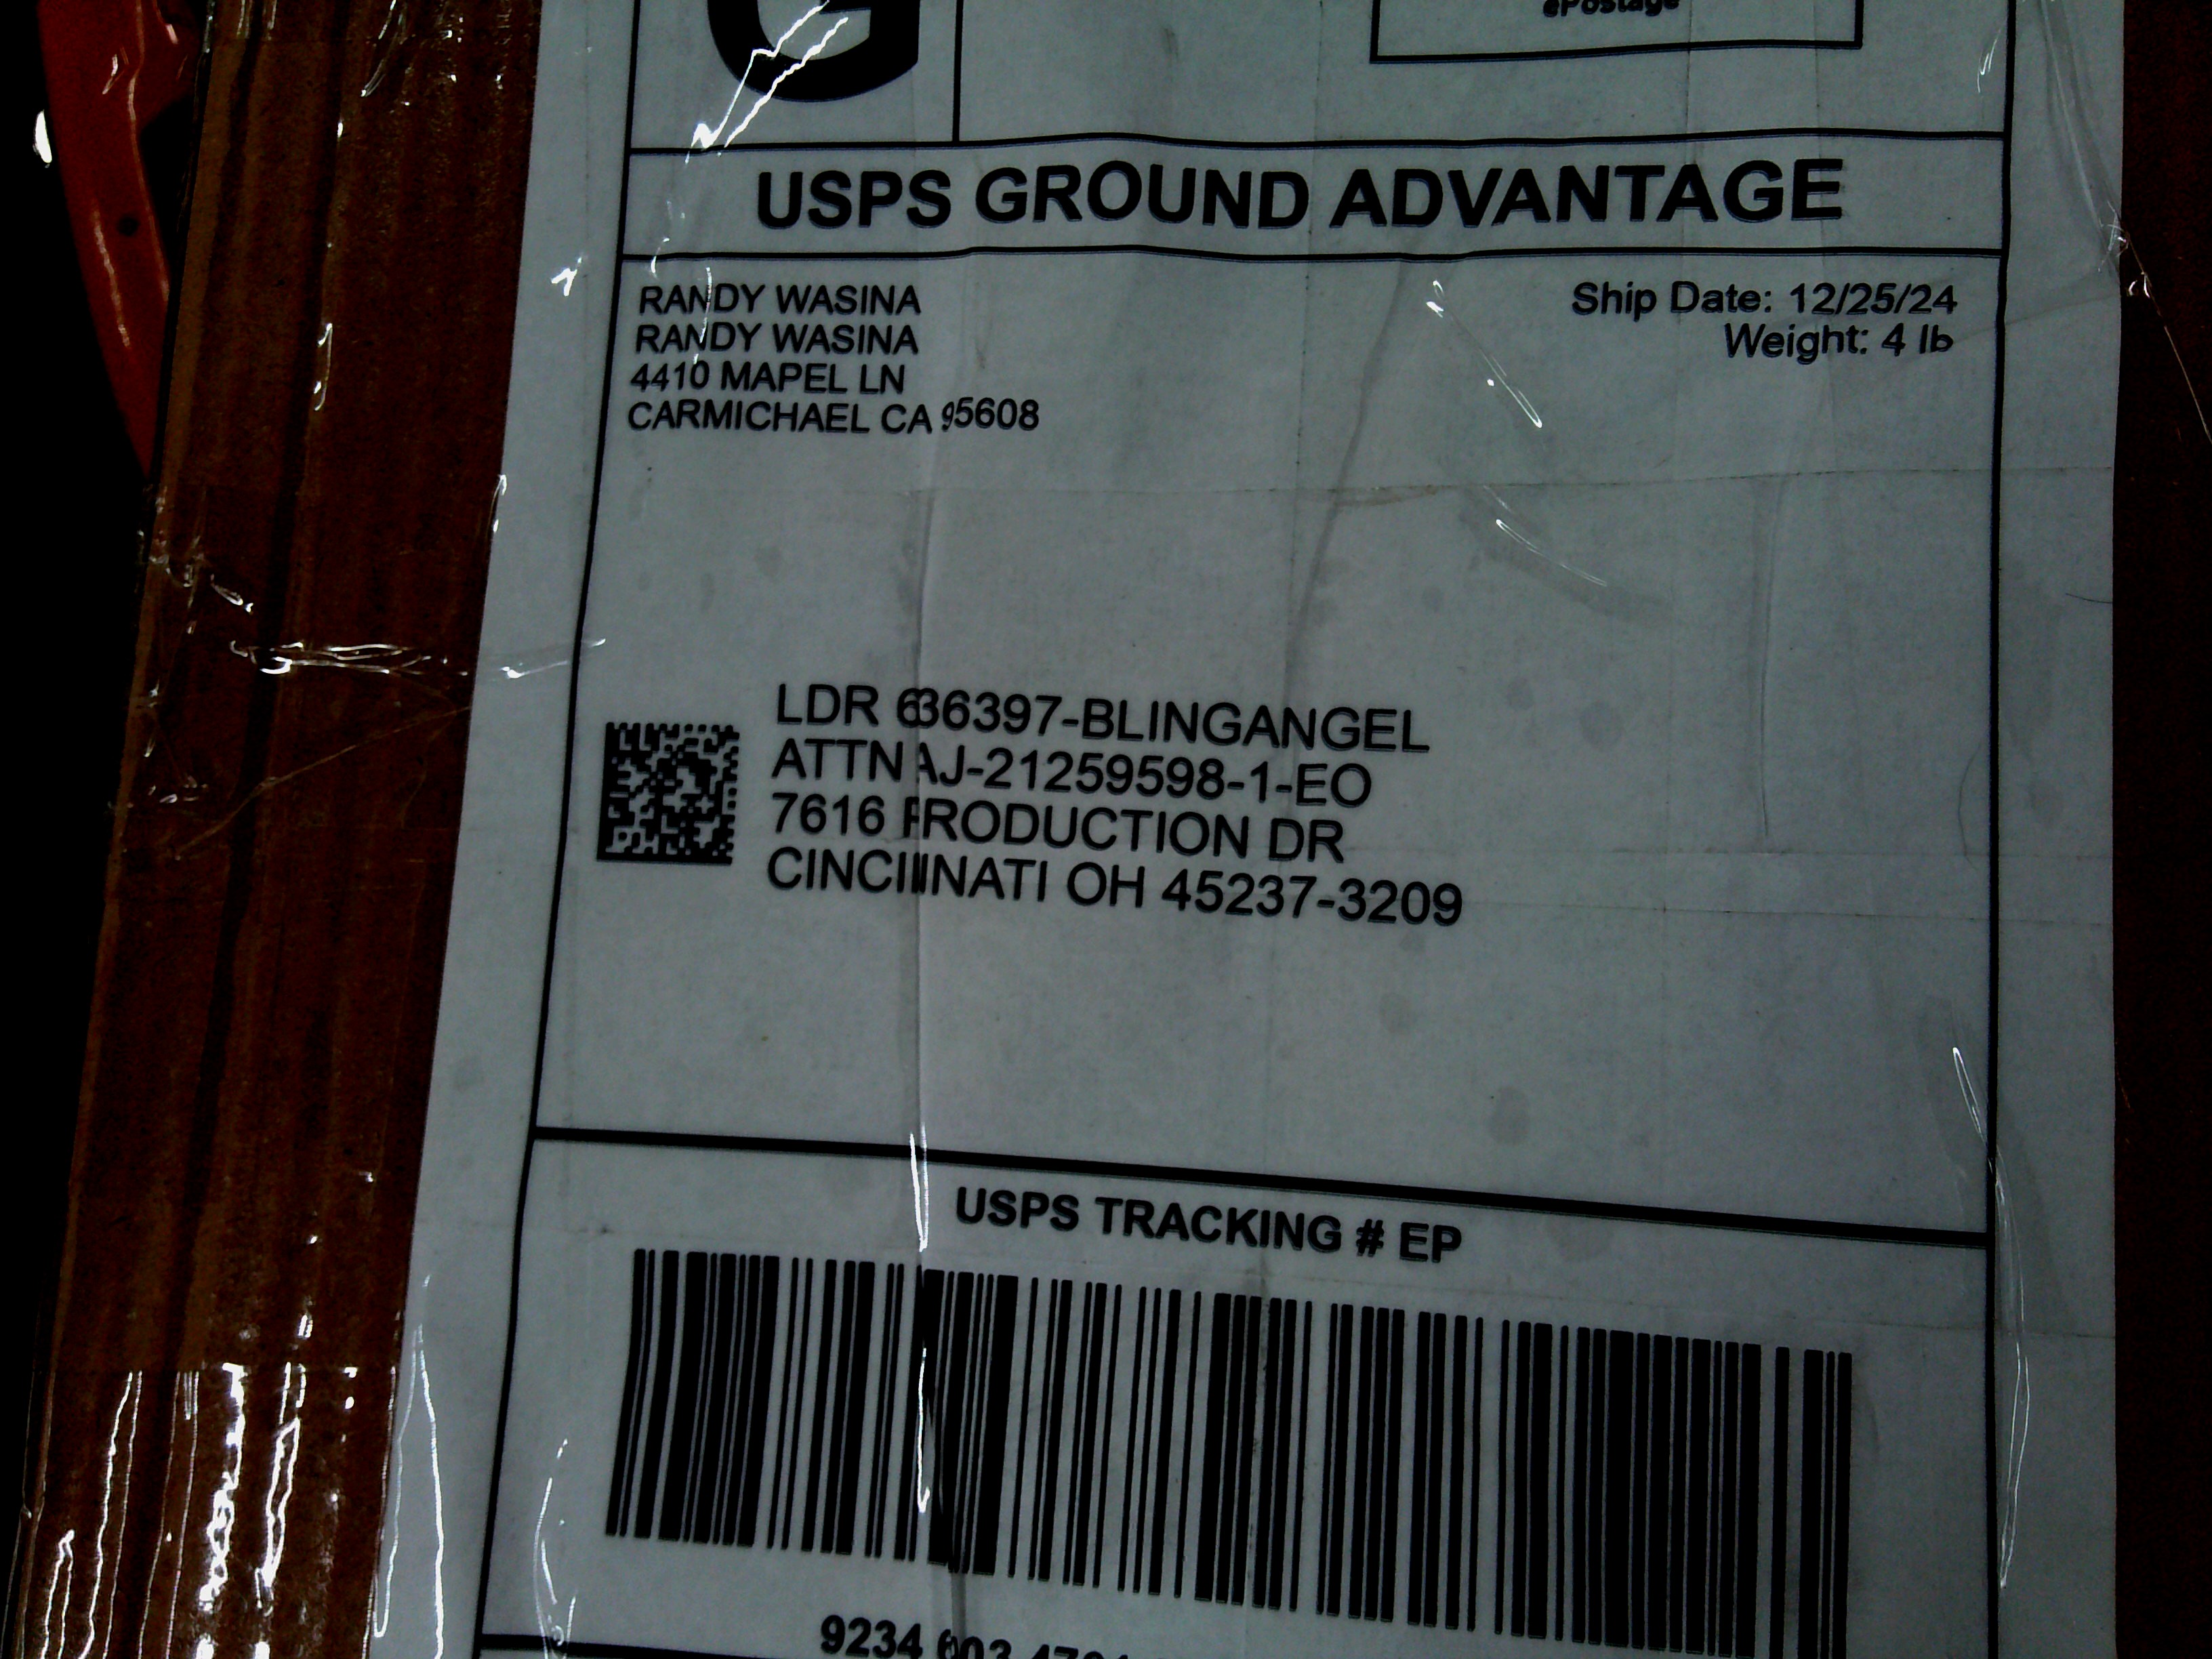 G
ePostage
USPS GROUND ADVANTAGE
RANDY WASINA
RANDY WASINA
4410 MAPEL LN
CARMICHAEL CA 95608
Ship Date: 12/25/24
Weight: 4 lb
LDR 636397-BLINGANGEL
ATTN AJ-21259598-1-EO
7616 PRODUCTION DR
CINCINNATI OH 45237-3209
USPS TRACKING # EP
9234